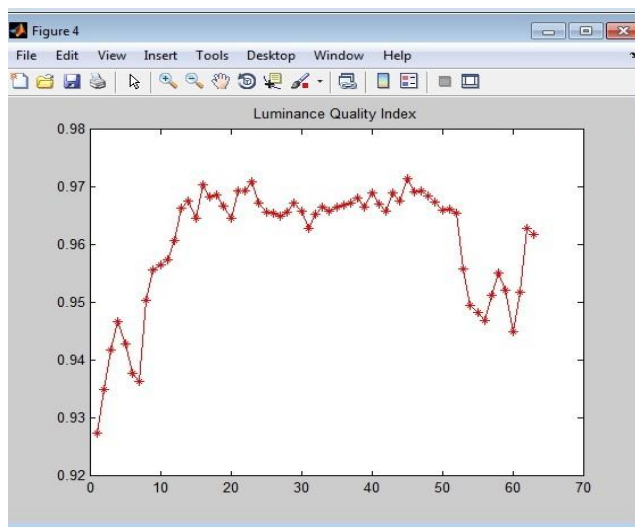 Figure 4
File Edit View Insert Tools Desktop Window Help
Luminance Quality Index
0.98
0.97
0.96
0.95
0.94
0.93
0.92
0 10 20 30 40 50 60 70